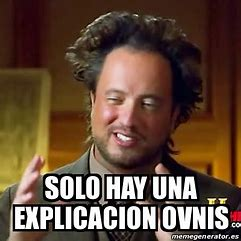 SOLO HAY UNA
EXPLICACION OVNIS
memegenerator.es